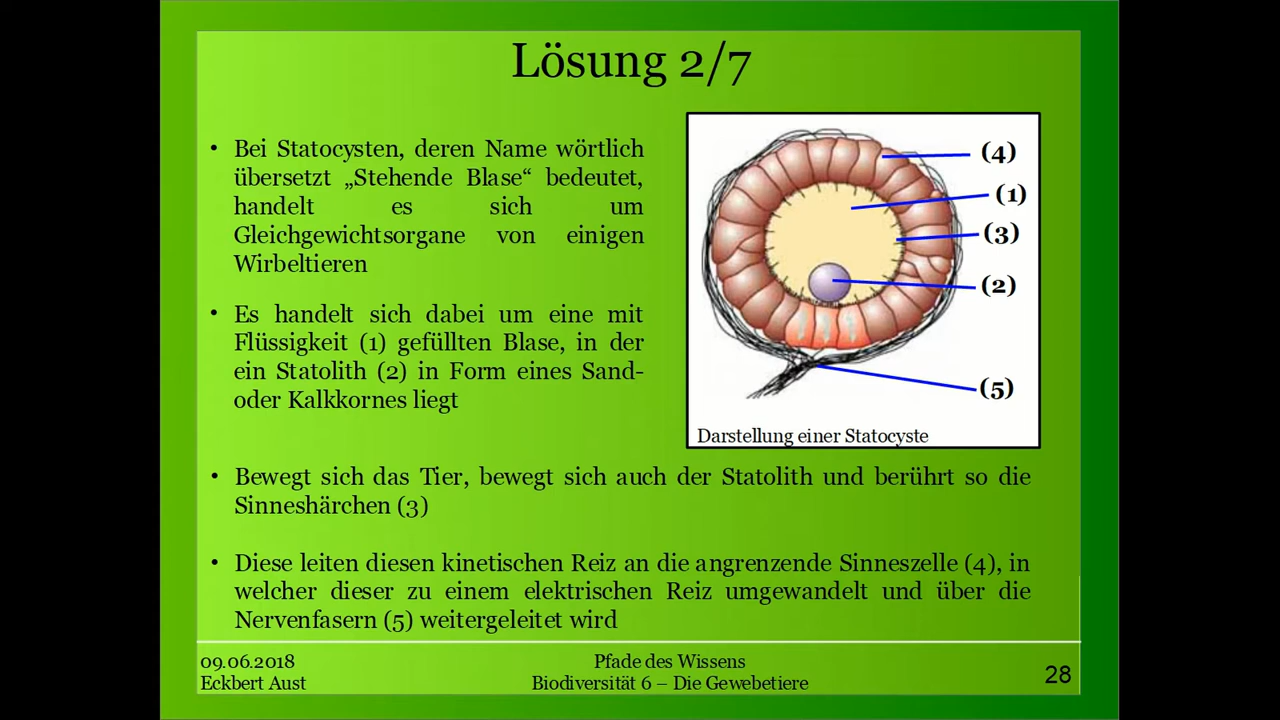 Lösung 2/7
• Bei Statocysten, deren Name wörtlich
übersetzt „Stehende Blase“ bedeutet,
handelt es sich um
Gleichgewichtsorgane von einigen
Wirbeltieren
• Es handelt sich dabei um eine mit
Flüssigkeit (1) gefüllten Blase, in der
ein Statolith (2) in Form eines Sand-
oder Kalkkornes liegt
(4)
(1)
(3)
(2)
(5)
Darstellung einer Statocyste
• Bewegt sich das Tier, bewegt sich auch der Statolith und berührt so die
Sinneshärchen (3)
• Diese leiten diesen kinetischen Reiz an die angrenzende Sinneszelle (4), in
welcher dieser zu einem elektrischen Reiz umgewandelt und über die
Nervenfasern (5) weitergeleitet wird
09.06.2018
Eckbert Aust
Pfade des Wissens
Biodiversität 6 – Die Gewebetiere
28